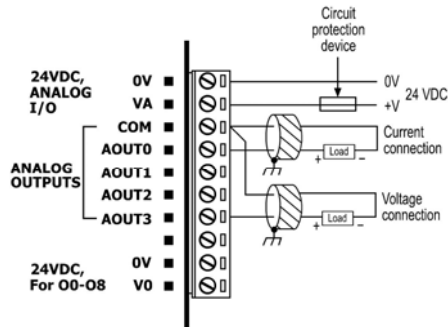 Circuit
protection
device
24VDC,
ANALOG
I/O
0V
VA
0V
+V
24 VDC
COM
AOUT0
AOUT1
AOUT2
AOUT3
ANALOG
OUTPUTS
+ Load −
Current
connection
+ Load −
Voltage
connection
24VDC,
For O0-O8
0V
V0